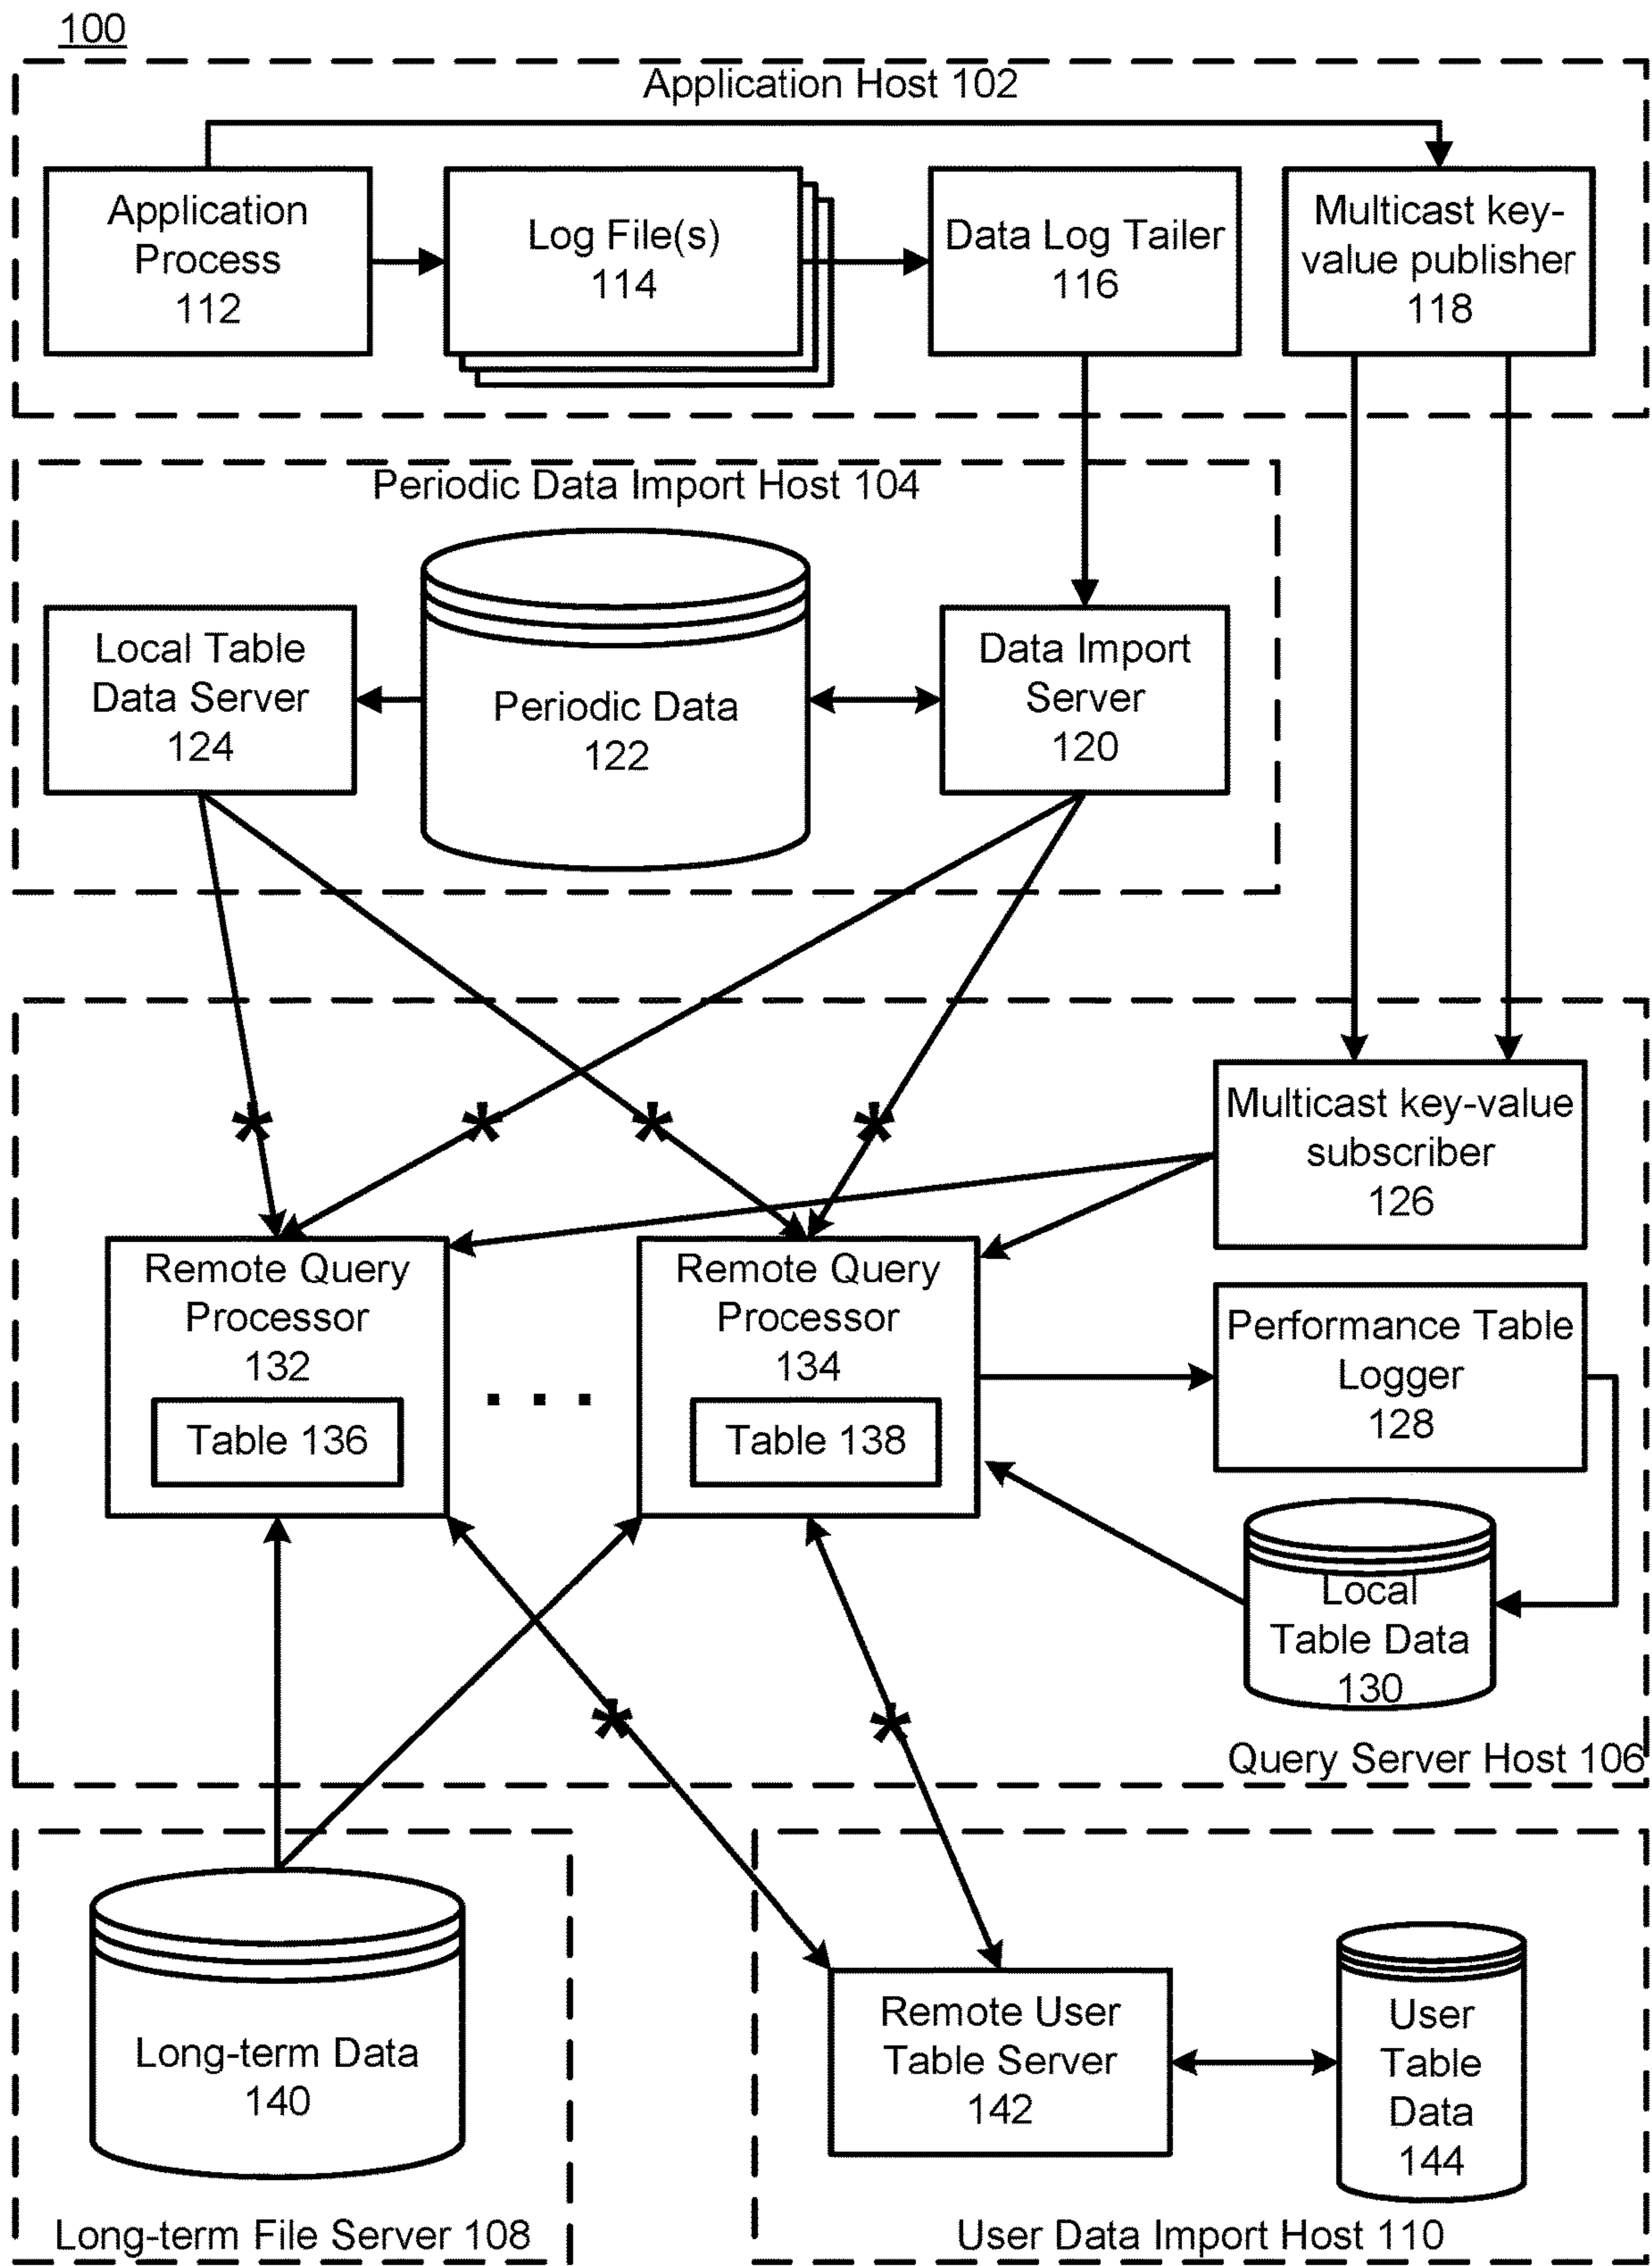 100
Application Host 102
Application
Process
112
Log File(s)
114
Data Log Tailer
116
Multicast key-
value publisher
118
Periodic Data Import Host 104
Local Table
Data Server
124
Periodic Data
122
Data Import
Server
120
* * * *
Multicast key-value
subscriber
126
Remote Query
Processor
132
Table 136
. . .
Remote Query
Processor
134
Table 138
Performance Table
Logger
128
Local
Table Data
130
* *
Query Server Host 106
Long-term Data
140
Long-term File Server 108
Remote User
Table Server
142
User
Table
Data
144
User Data Import Host 110